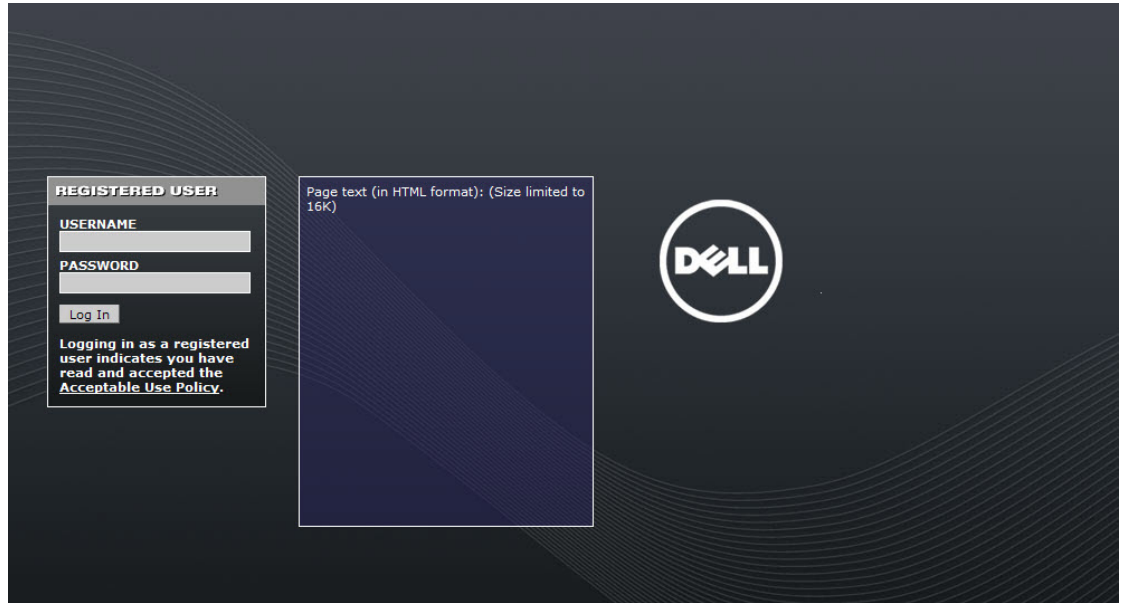 REGISTERED USER
USERNAME
PASSWORD
Log In
Logging in as a registered
user indicates you have
read and accepted the
Acceptable Use Policy.
Page text (in HTML format): (Size limited to
16K)
DELL